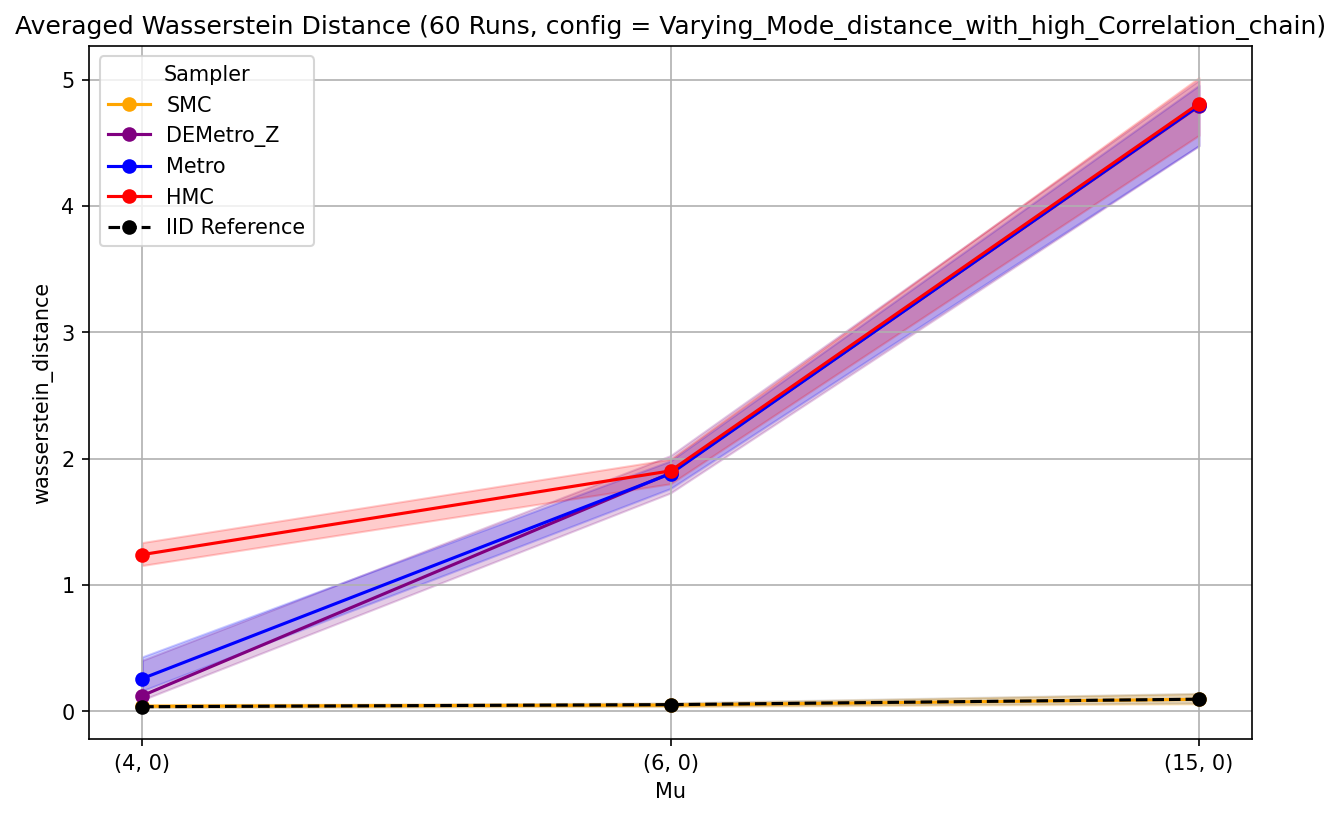 Averaged Wasserstein Distance (60 Runs, config = Varying_Mode_distance_with_high_Correlation_chain)
Sampler
SMC
DEMetro_Z
Metro
HMC
IID Reference
wasserstein_distance
5
4
3
2
1
0
(4, 0)
(6, 0)
(15, 0)
Mu